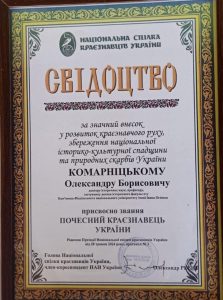 НАЦІОНАЛЬНА СПІЛКА
КРАЄЗНАВЦІВ УКРАЇНИ
СВІДОЦТВО
за значний внесок
у розвиток краєзнавчого руху,
збереження національної
історико-культурної спадщини
та природних скарбів України
КОМАРНІЦЬКОМУ
Олександру Борисовичу
присвоєно звання
ПОЧЕСНИЙ КРАЄЗНАВЕЦЬ
УКРАЇНИ
Голова Національної
спілки краєзнавців України,
член-кореспондент НАН України
Олександр